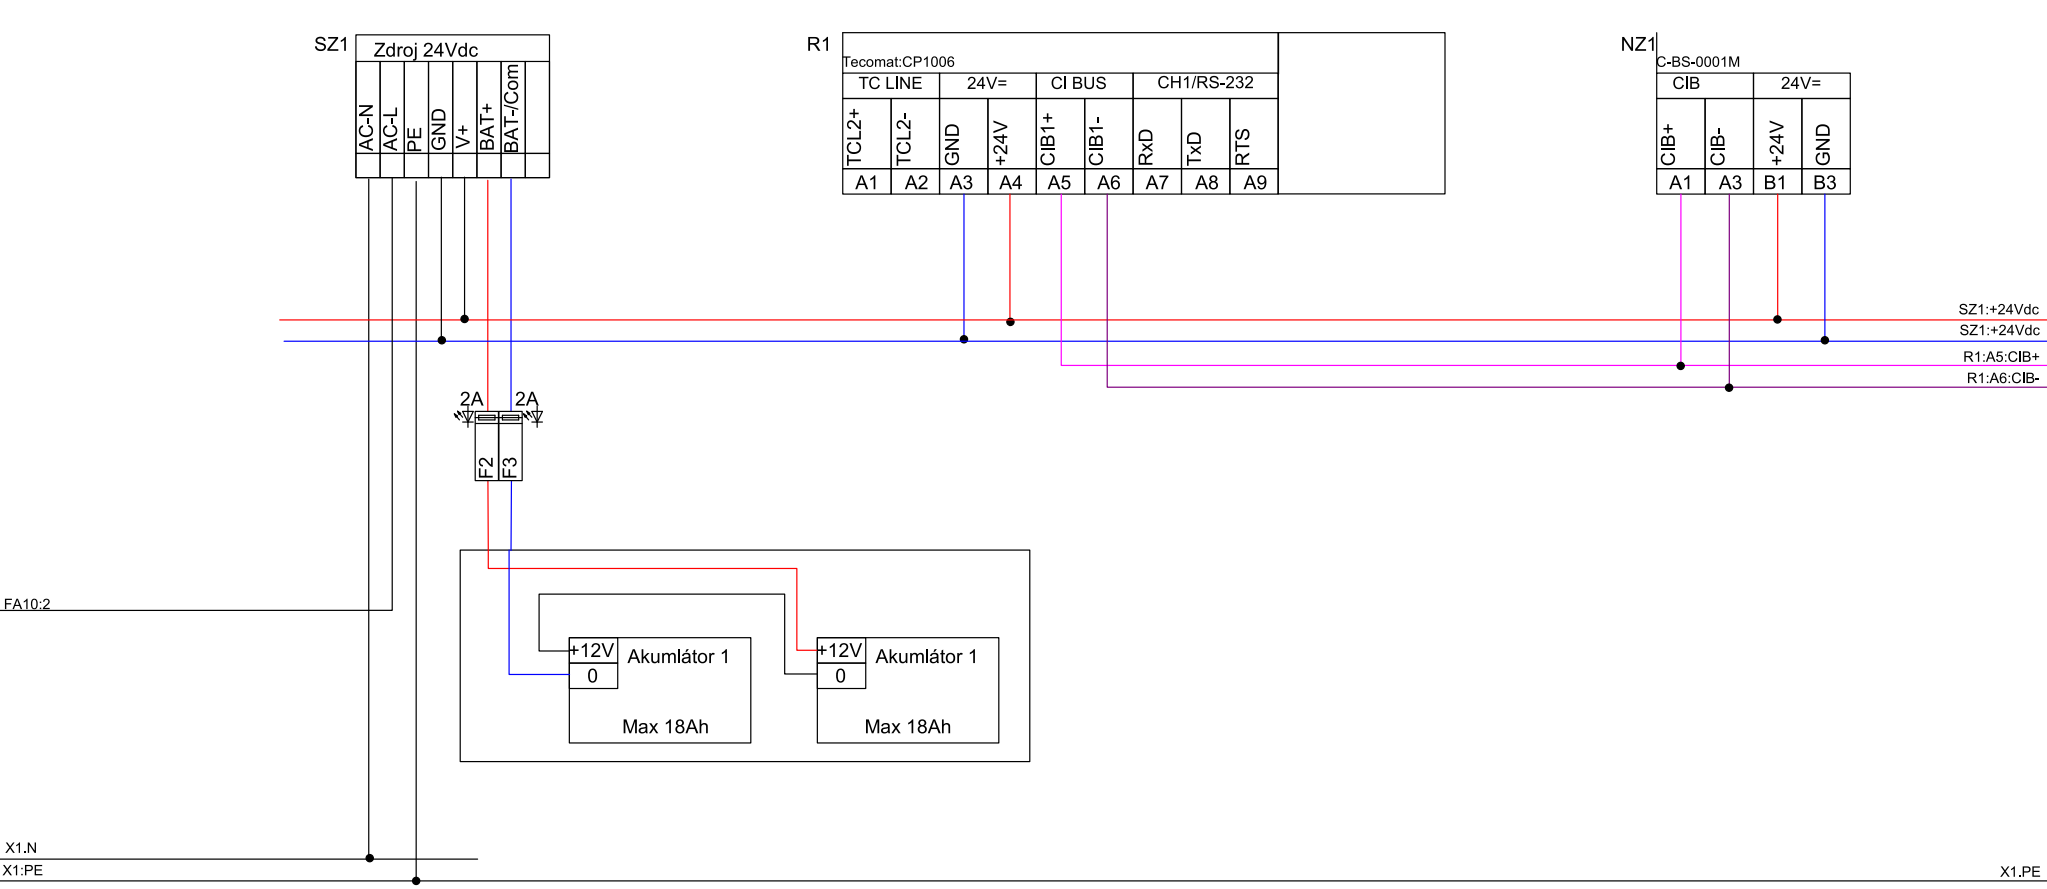 SZ1
Zdroj 24Vdc
AC-N
AC-L
PE
GND
V+
BAT+
BAT-/Com
R1
Tecomat:CP1006
TC LINE 24V= CI BUS CH1/RS-232
TCL2+
TCL2-
GND
+24V
CIB1+
CIB1-
RxD
TxD
RTS
A1 A2 A3 A4 A5 A6 A7 A8 A9
NZ1
C-BS-0001M
CIB 24V=
CIB+
CIB-
+24V
GND
A1 A3 B1 B3
SZ1:+24Vdc
SZ1:+24Vdc
R1:A5:CIB+
R1:A6:CIB-
2A 2A
F2
F3
FA10:2
+12V Akumlátor 1
0
Max 18Ah
+12V Akumlátor 1
0
Max 18Ah
X1.N
X1:PE
X1.PE